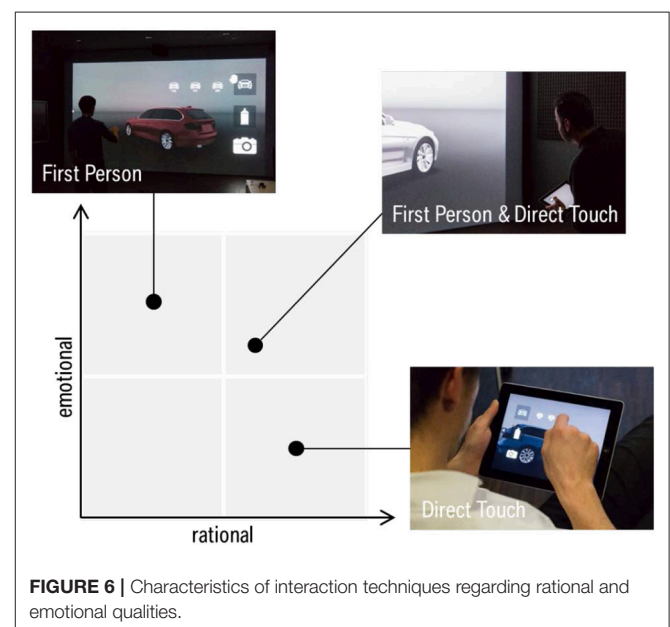 First Person
First Person & Direct Touch
emotional
Direct Touch
rational
FIGURE 6 | Characteristics of interaction techniques regarding rational and
emotional qualities.